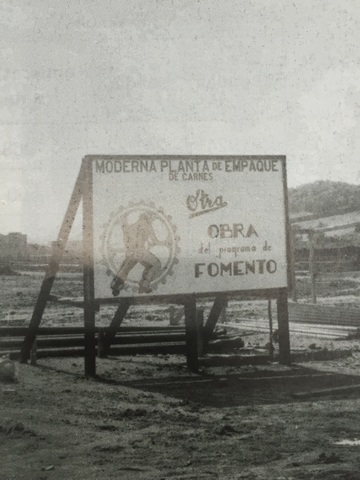 MODERNA PLANTA DE EMPAQUE
DE CARNES
Otra
OBRA
del programa de
FOMENTO